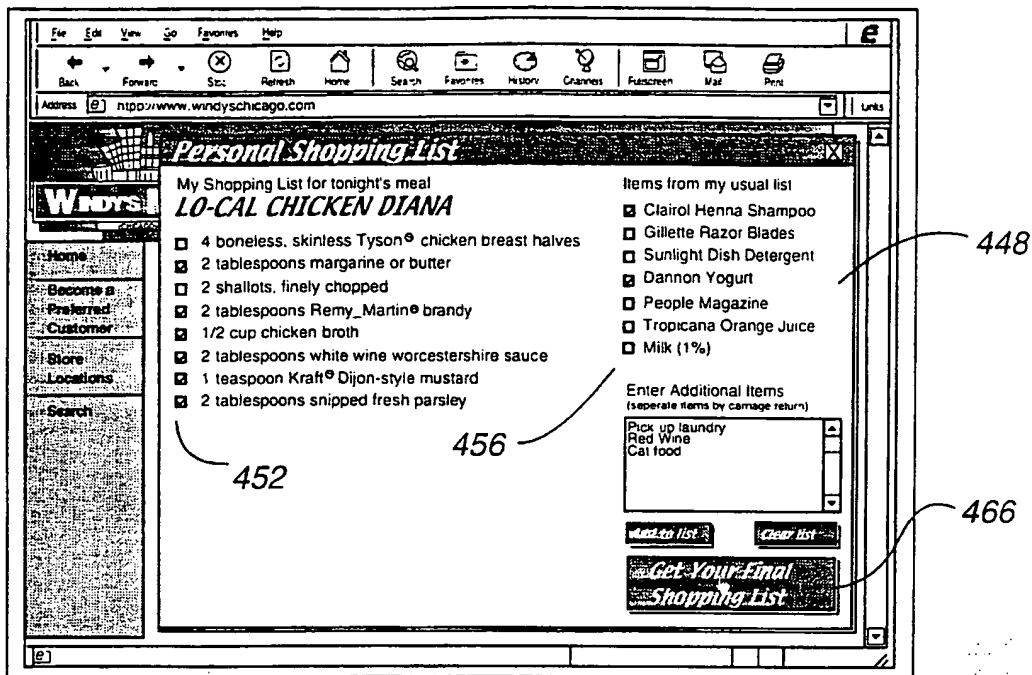 File Edit View Go Favorites Help
Back Forward Stop Refresh Home Search Favorites History Channels Fullscreen Mail Print
Address htpp://www.windyschicago.com Links
Personal Shopping List
WINDY'S
My Shopping List for tonight's meal
LO-CAL CHICKEN DIANA
4 boneless, skinless Tyson® chicken breast halves
2 tablespoons margarine or butter
2 shallots, finely chopped
2 tablespoons Remy_Martin® brandy
1/2 cup chicken broth
2 tablespoons white wine worcestershire sauce
1 teaspoon Kraft® Dijon-style mustard
2 tablespoons snipped fresh parsley
Items from my usual list
Clairol Henna Shampoo
Gillette Razor Blades
Sunlight Dish Detergent
Dannon Yogurt
People Magazine
Tropicana Orange Juice
Milk (1%)
Enter Additional Items
(seperate items by carriage return)
Pick up laundry
Red Wine
Cat food
Add to list Clear list
Get Your Final
Shopping List
Home
Become a
Preferred
Customer
Store
Locations
Search
448
452
456
466